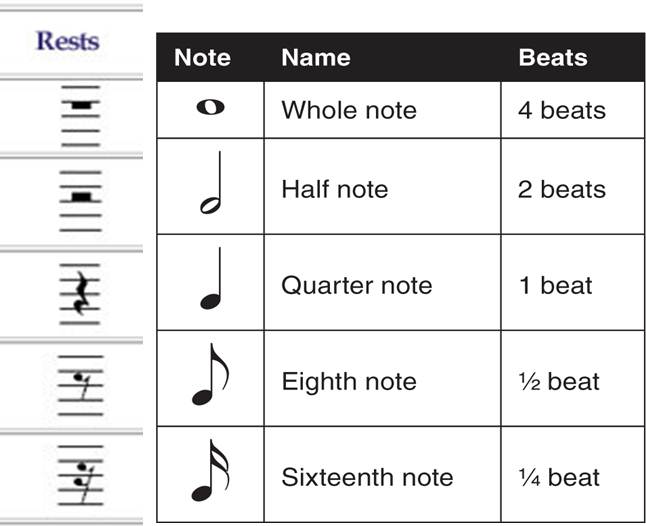 Rests
Note Name Beats
Whole note 4 beats
Half note 2 beats
Quarter note 1 beat
Eighth note ½ beat
Sixteenth note ¼ beat